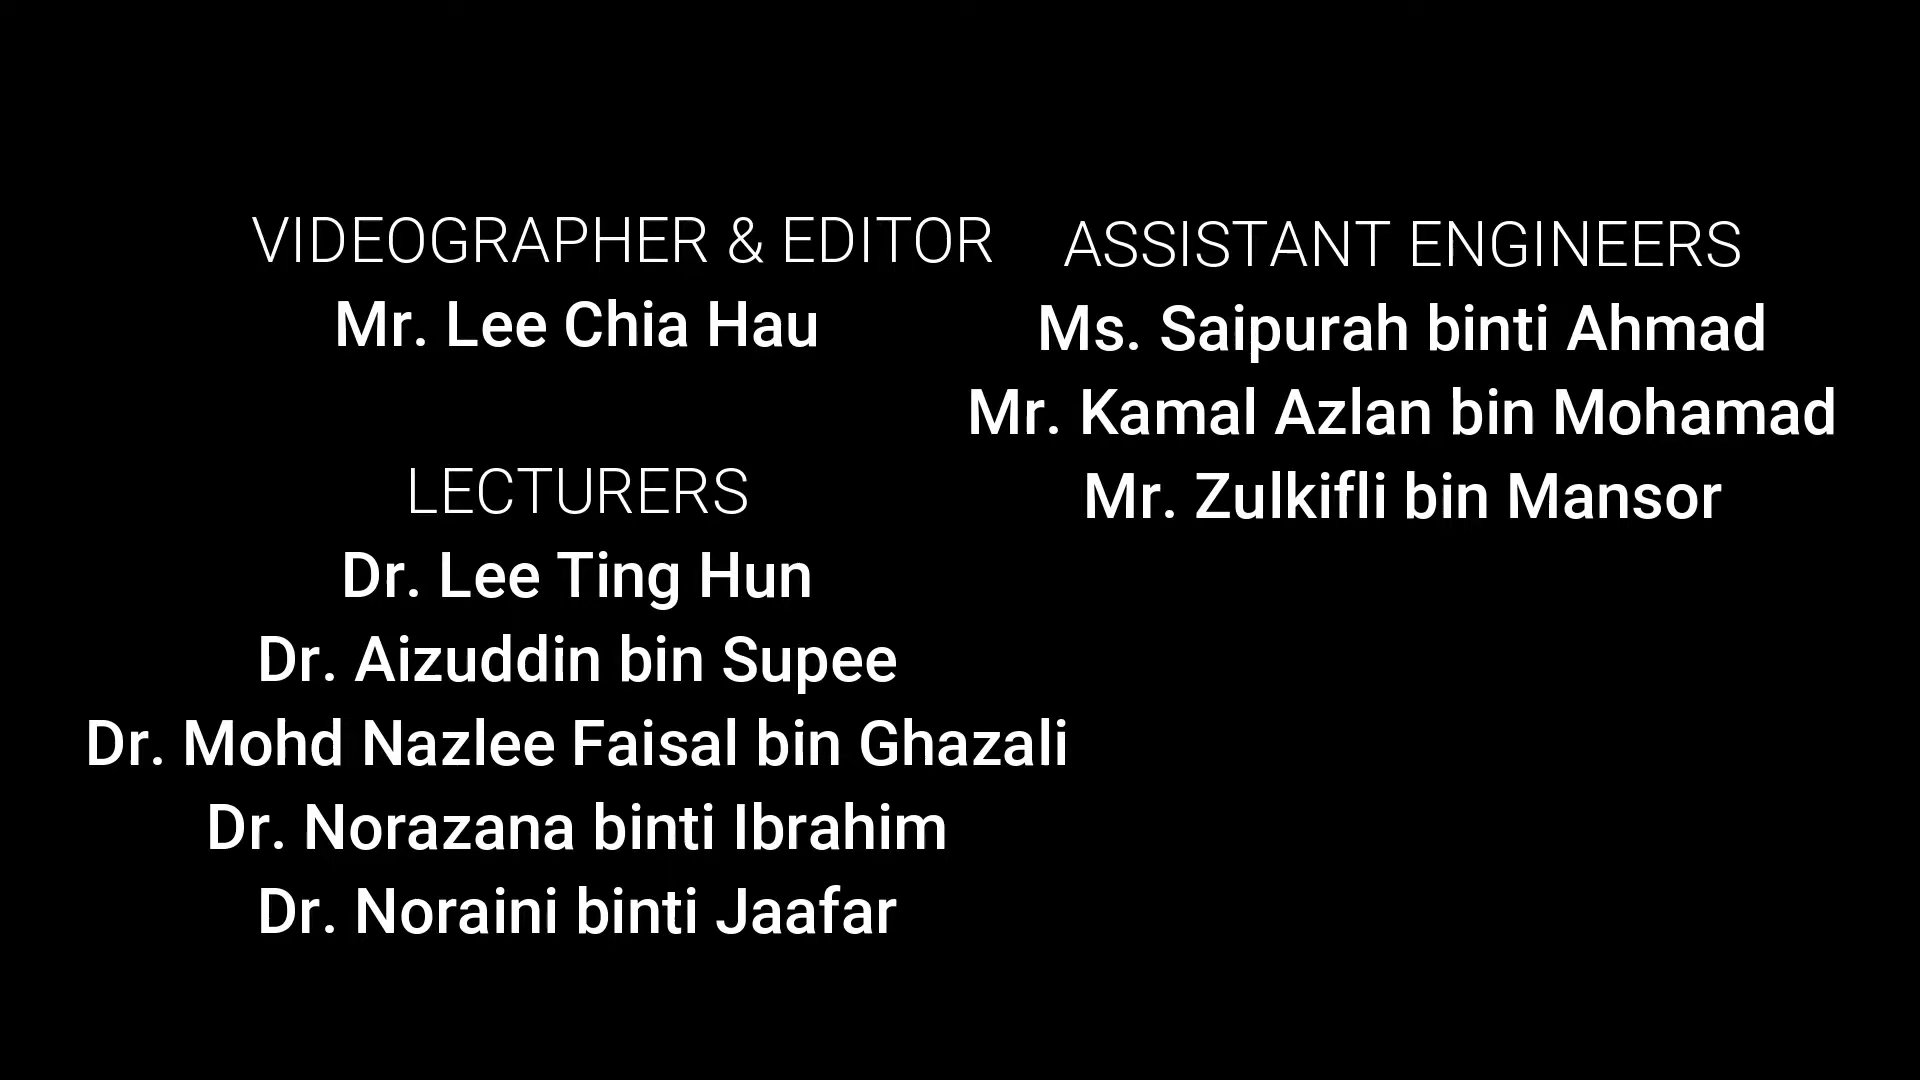 VIDEOGRAPHER & EDITOR
Mr. Lee Chia Hau
LECTURERS
Dr. Lee Ting Hun
Dr. Aizuddin bin Supee
Dr. Mohd Nazlee Faisal bin Ghazali
Dr. Norazana binti Ibrahim
Dr. Noraini binti Jaafar
ASSISTANT ENGINEERS
Ms. Saipurah binti Ahmad
Mr. Kamal Azlan bin Mohamad
Mr. Zulkifli bin Mansor